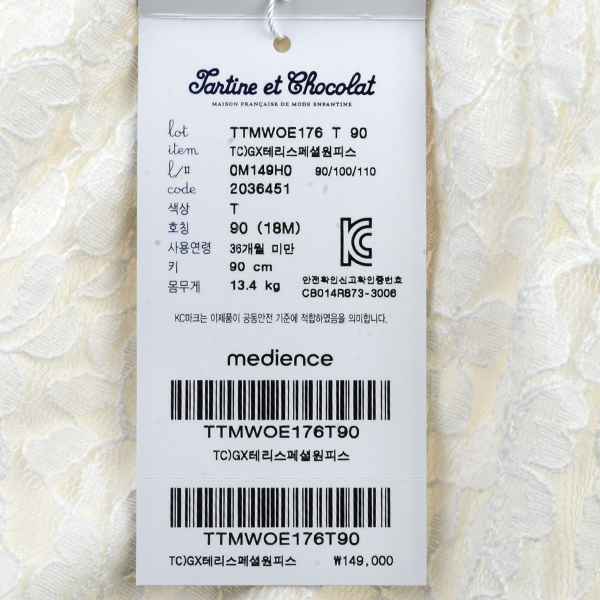 Tartine et Chocolat
MAISON FRANÇAISE DE MODE ENFANTINE
lot TTMWOE176 T 90
item TC)GX테리스페셜원피스
l/# 0M149H0 90/100/110
code 2036451
색상 T
호칭 90 (18M)
사용연령 36개월 미만
키 90 cm
몸무게 13.4 kg
안전확인신고확인증번호
CB014R873-3006
KC마크는 이제품이 공통안전 기준에 적합하였음을 의미합니다.
medience
TTMWOE176T90
TC)GX테리스페셜원피스
TTMWOE176T90
TC)GX테리스페셜원피스 ₩149,000